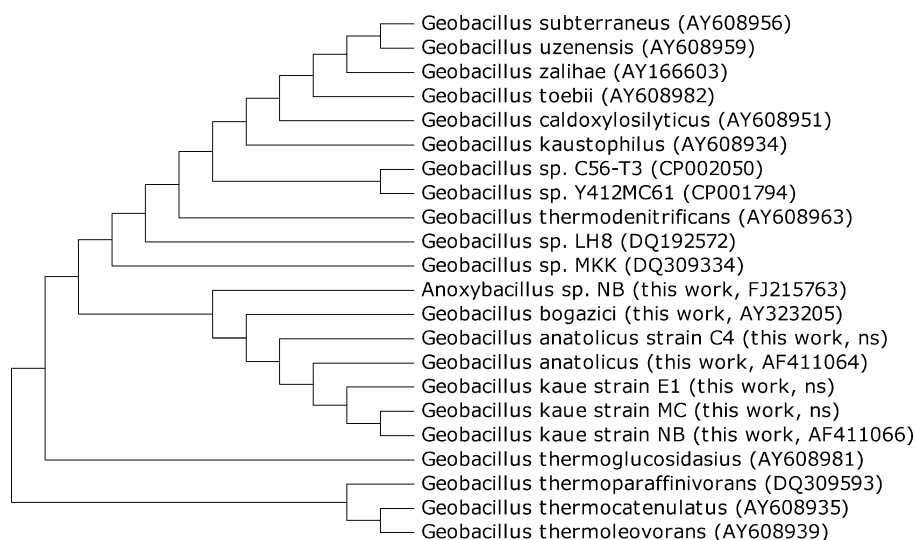 Geobacillus subterraneus (AY608956)
Geobacillus uzenensis (AY608959)
Geobacillus zalihae (AY166603)
Geobacillus toebii (AY608982)
Geobacillus caldoxylosilyticus (AY608951)
Geobacillus kaustophilus (AY608934)
Geobacillus sp. C56-T3 (CP002050)
Geobacillus sp. Y412MC61 (CP001794)
Geobacillus thermodenitrificans (AY608963)
Geobacillus sp. LH8 (DQ192572)
Geobacillus sp. MKK (DQ309334)
Anoxybacillus sp. NB (this work, FJ215763)
Geobacillus bogazici (this work, AY323205)
Geobacillus anatolicus strain C4 (this work, ns)
Geobacillus anatolicus (this work, AF411064)
Geobacillus kaue strain E1 (this work, ns)
Geobacillus kaue strain MC (this work, ns)
Geobacillus kaue strain NB (this work, AF411066)
Geobacillus thermoglucosidasius (AY608981)
Geobacillus thermoparaffinivorans (DQ309593)
Geobacillus thermocatenulatus (AY608935)
Geobacillus thermoleovorans (AY608939)